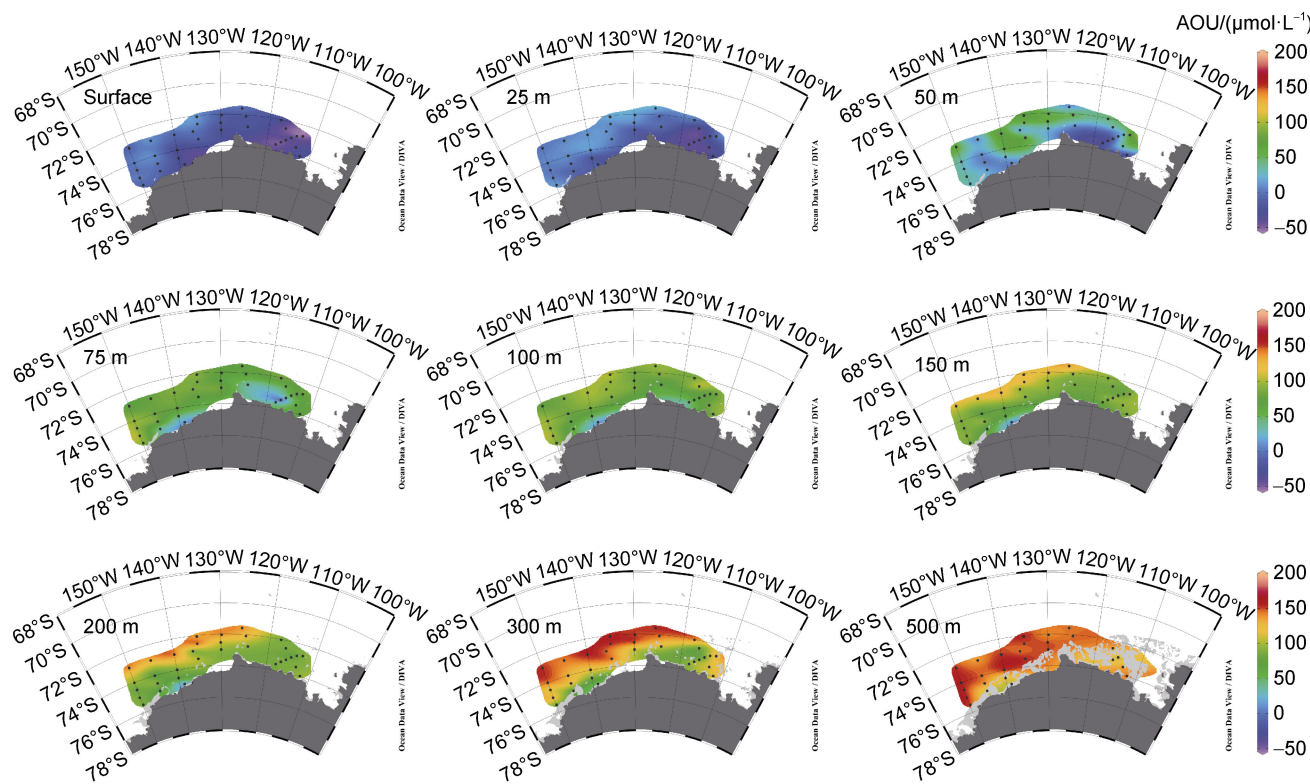 AOU/(μmol·L⁻¹)
150°W 140°W 130°W 120°W 110°W 100°W
68°S 70°S 72°S 74°S 76°S 78°S
Surface
Ocean Data View / DIVA
150°W 140°W 130°W 120°W 110°W 100°W
68°S 70°S 72°S 74°S 76°S 78°S
25 m
Ocean Data View / DIVA
150°W 140°W 130°W 120°W 110°W 100°W
68°S 70°S 72°S 74°S 76°S 78°S
50 m
Ocean Data View / DIVA
200
150
100
50
0
−50
150°W 140°W 130°W 120°W 110°W 100°W
68°S 70°S 72°S 74°S 76°S 78°S
75 m
Ocean Data View / DIVA
150°W 140°W 130°W 120°W 110°W 100°W
68°S 70°S 72°S 74°S 76°S 78°S
100 m
Ocean Data View / DIVA
150°W 140°W 130°W 120°W 110°W 100°W
68°S 70°S 72°S 74°S 76°S 78°S
150 m
Ocean Data View / DIVA
200
150
100
50
0
−50
150°W 140°W 130°W 120°W 110°W 100°W
68°S 70°S 72°S 74°S 76°S 78°S
200 m
Ocean Data View / DIVA
150°W 140°W 130°W 120°W 110°W 100°W
68°S 70°S 72°S 74°S 76°S 78°S
300 m
Ocean Data View / DIVA
150°W 140°W 130°W 120°W 110°W 100°W
68°S 70°S 72°S 74°S 76°S 78°S
500 m
Ocean Data View / DIVA
200
150
100
50
0
−50